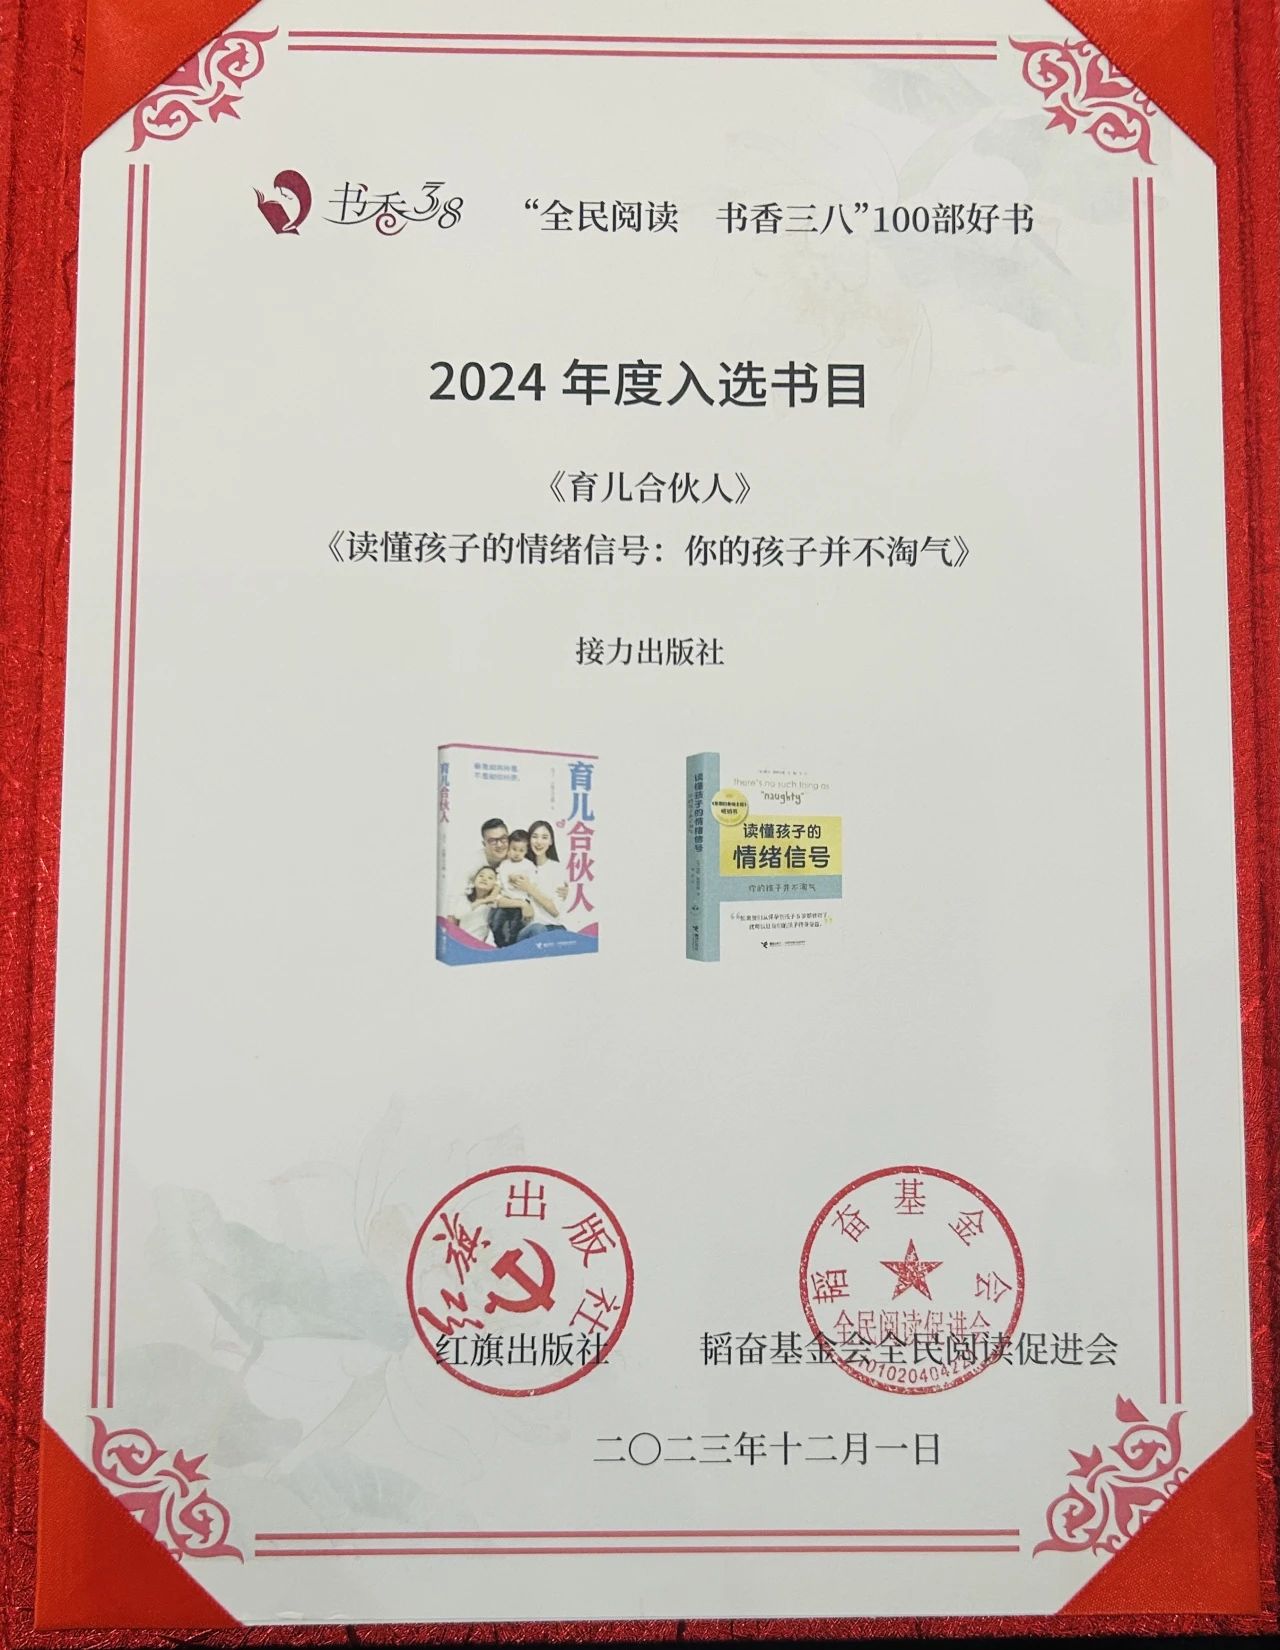 书香38 “全民阅读 书香三八”100部好书
2024 年度入选书目
《育儿合伙人》
《读懂孩子的情绪信号：你的孩子并不淘气》
接力出版社
育儿合伙人
育儿合伙人
读懂孩子的情绪信号
there's no such thing as
"naughty"
读懂孩子的
情绪信号
你的孩子并不淘气
红旗出版社
韬奋基金会
全民阅读促进会
红旗出版社 韬奋基金会全民阅读促进会
二〇二三年十二月一日